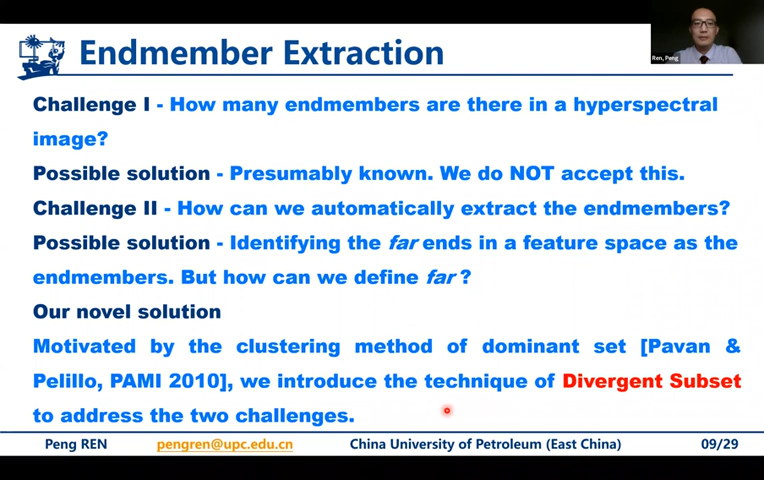 Endmember Extraction
Ren, Peng
Challenge I - How many endmembers are there in a hyperspectral
image?
Possible solution - Presumably known. We do NOT accept this.
Challenge II - How can we automatically extract the endmembers?
Possible solution - Identifying the far ends in a feature space as the
endmembers. But how can we define far ?
Our novel solution
Motivated by the clustering method of dominant set [Pavan &
Pelillo, PAMI 2010], we introduce the technique of Divergent Subset
to address the two challenges.
Peng REN pengren@upc.edu.cn China University of Petroleum (East China) 09/29